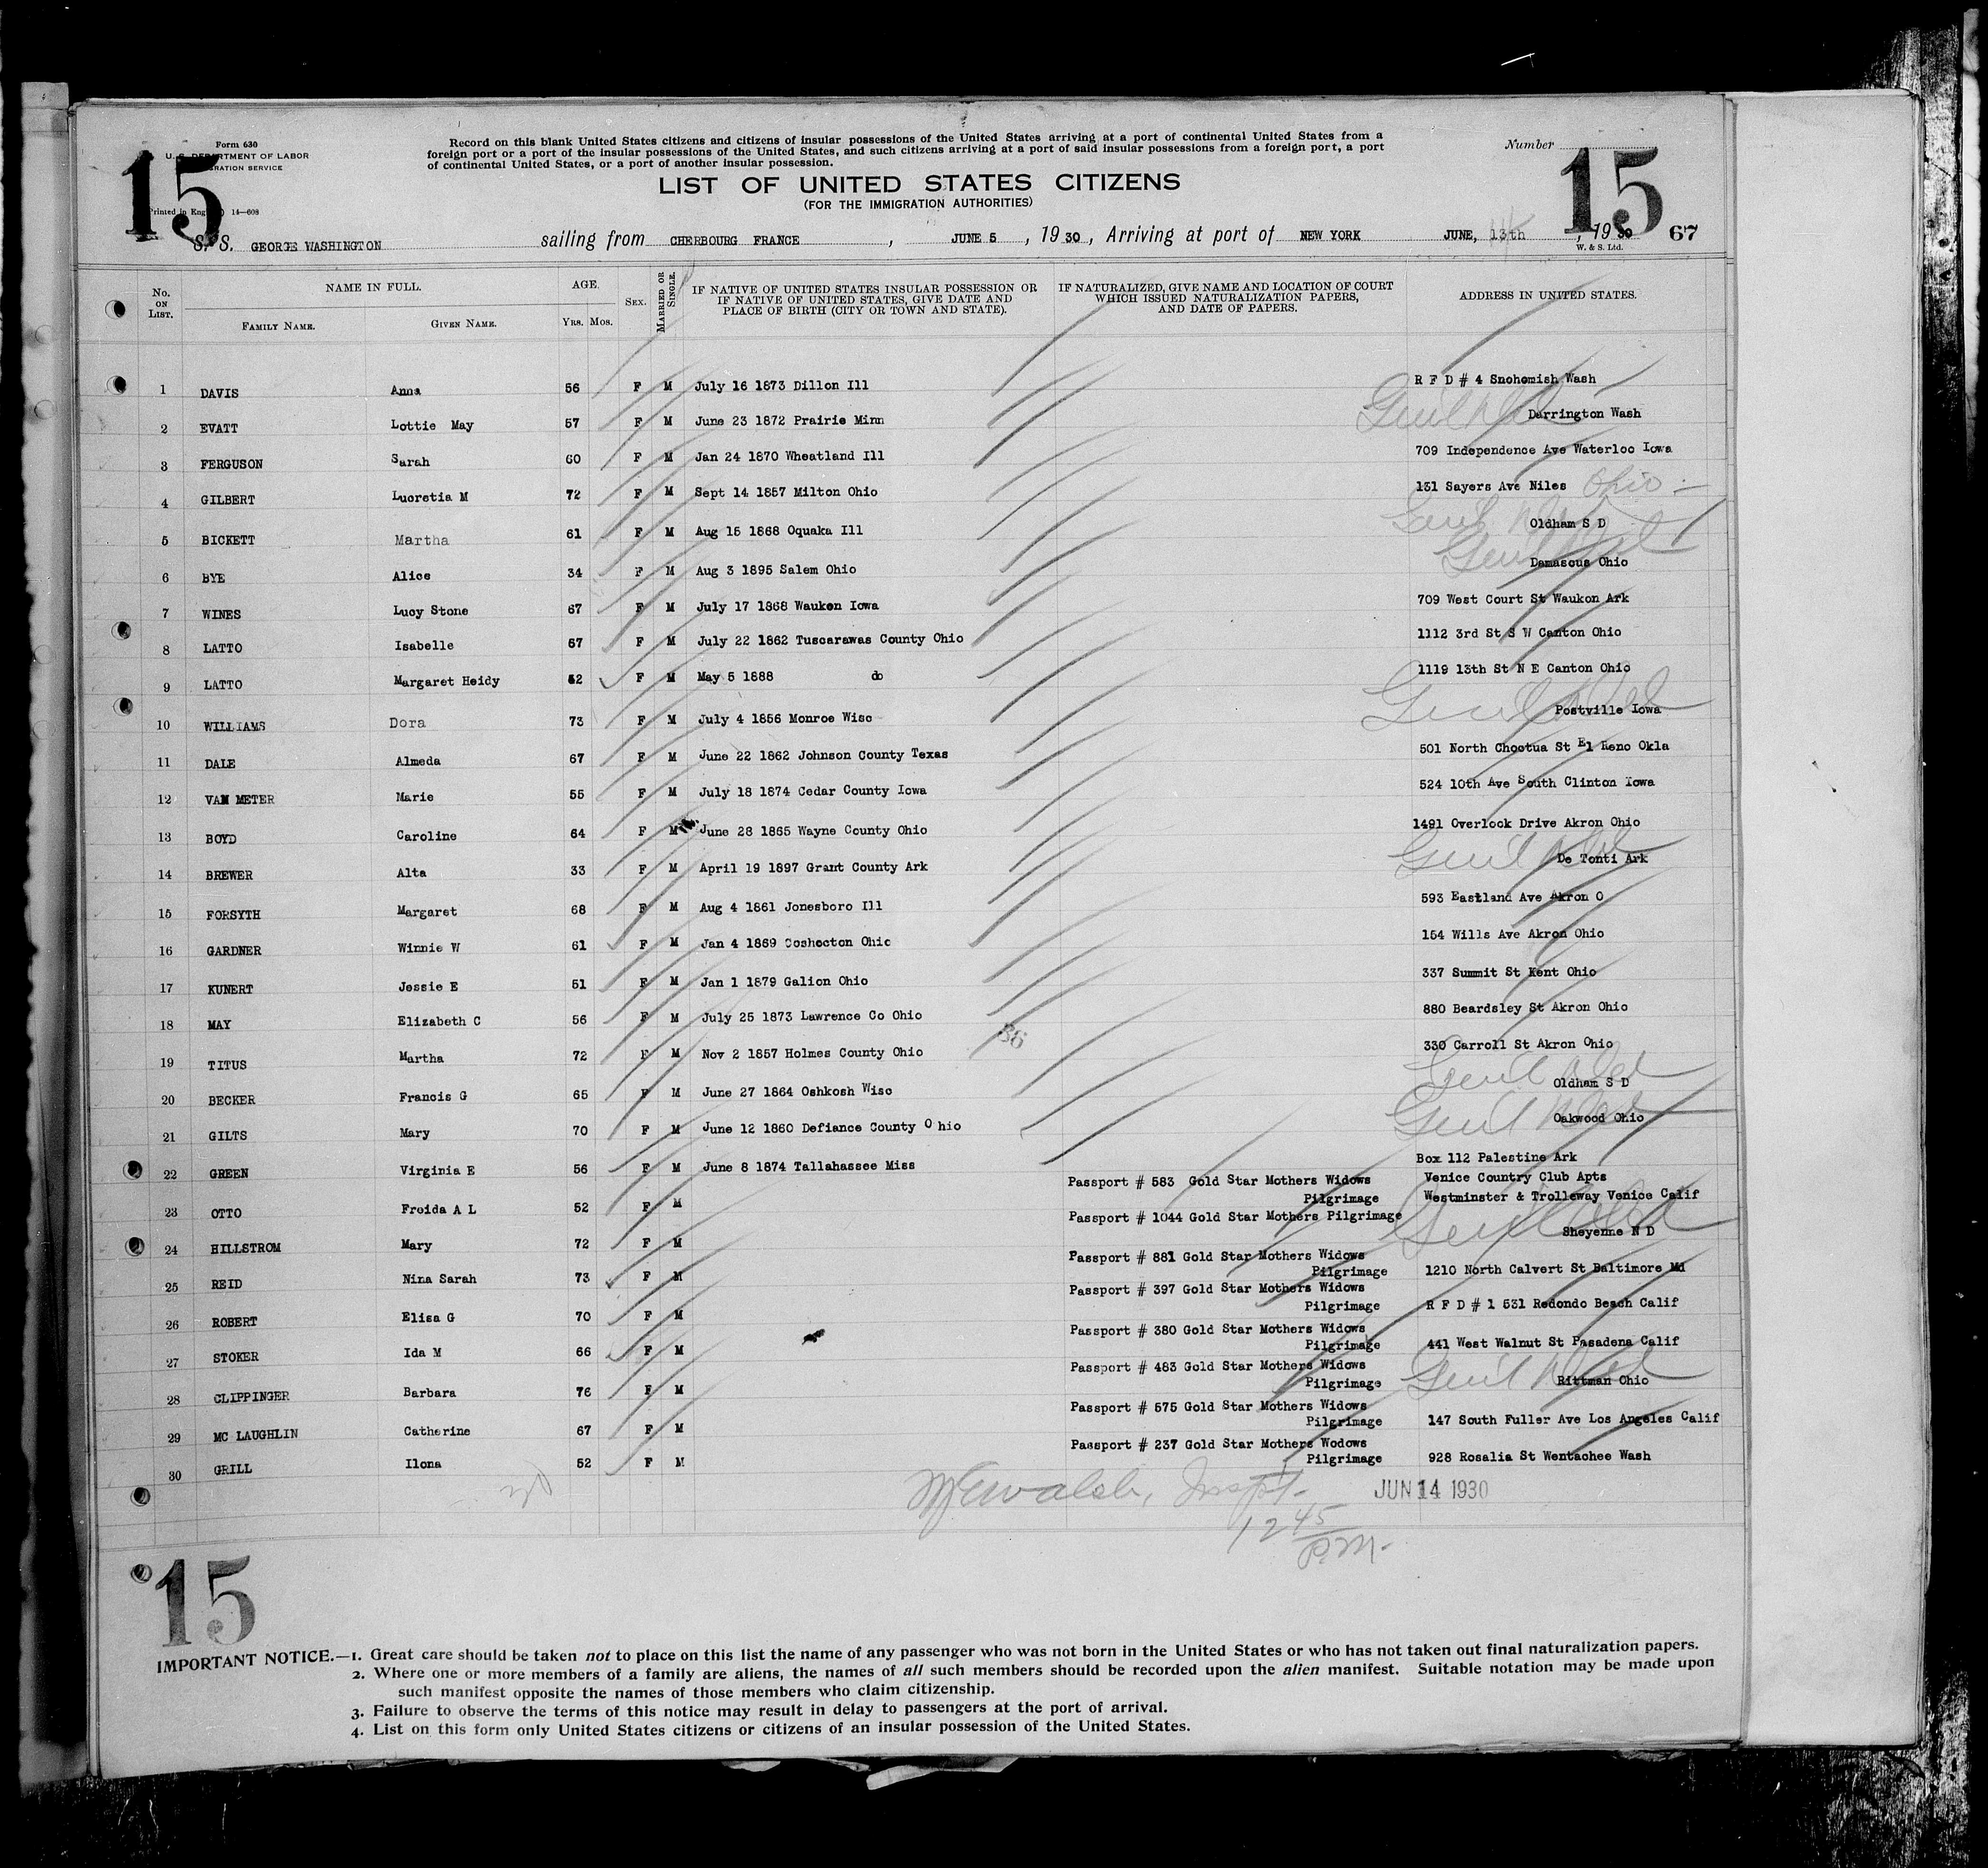 15
Form 630
U. S. DEPARTMENT OF LABOR
Printed in 14—608
Record on this blank United States citizens and citizens of insular possessions of the United States arriving at a port of continental United States from a
foreign port or a port of the insular possessions of the United States, and such citizens arriving at a port of said insular possessions from a foreign port, a port
of continental United States, or a port of another insular possession.
Number
15
LIST OF UNITED STATES CITIZENS
(FOR THE IMMIGRATION AUTHORITIES)
S. S. GEORGE WASHINGTON sailing from CHERBOURG FRANCE , JUNE 5 , 1930 , Arriving at port of NEW YORK JUNE, 13th , 1930 67
W. & S. Ltd.
No. ON LIST. NAME IN FULL. FAMILY NAME. GIVEN NAME. AGE. YRS. MOS. SEX. MARRIED OR SINGLE. IF NATIVE OF UNITED STATES INSULAR POSSESSION OR IF NATIVE OF UNITED STATES, GIVE DATE AND PLACE OF BIRTH (CITY OR TOWN AND STATE). IF NATURALIZED, GIVE NAME AND LOCATION OF COURT WHICH ISSUED NATURALIZATION PAPERS, AND DATE OF PAPERS. ADDRESS IN UNITED STATES.
1 DAVIS Anna 56 F M July 16 1873 Dillon Ill R F D # 4 Snohomish Wash
2 EVATT Lottie May 57 F M June 23 1872 Prairie Minn Darrington Wash
3 FERGUSON Sarah 60 F M Jan 24 1870 Wheatland Ill 709 Independence Ave Waterloo Iowa
4 GILBERT Lucretia M 72 F M Sept 14 1857 Milton Ohio 131 Sayers Ave Niles Ohio
5 BICKETT Martha 61 F M Aug 15 1868 Oquaka Ill Oldham S D
6 BYE Alice 34 F M Aug 3 1895 Salem Ohio Damascus Ohio
7 WINES Lucy Stone 67 F M July 17 1868 Waukon Iowa 709 West Court St Waukon Ark
8 LATTO Isabelle 67 F M July 22 1862 Tuscarawas County Ohio 1112 3rd St S W Canton Ohio
9 LATTO Margaret Heidy 42 F M May 5 1888 do 1119 13th St N E Canton Ohio
10 WILLIAMS Dora 73 F M July 4 1856 Monroe Wisc Postville Iowa
11 DALE Almeda 67 F M June 22 1862 Johnson County Texas 501 North Chootua St El Reno Okla
12 VAN METER Marie 55 F M July 18 1874 Cedar County Iowa 524 10th Ave South Clinton Iowa
13 BOYD Caroline 64 F M June 28 1865 Wayne County Ohio 1491 Overlock Drive Akron Ohio
14 BREWER Alta 33 F M April 19 1897 Grant County Ark De Tonti Ark
15 FORSYTH Margaret 68 F M Aug 4 1861 Jonesboro Ill 593 Eastland Ave Akron O
16 GARDNER Winnie W 61 F M Jan 4 1869 Coshocton Ohio 154 Wills Ave Akron Ohio
17 KUNERT Jessie E 51 F M Jan 1 1879 Galion Ohio 337 Summit St Kent Ohio
18 MAY Elizabeth C 56 F M July 25 1873 Lawrence Co Ohio 880 Beardsley St Akron Ohio
19 TITUS Martha 72 F M Nov 2 1857 Holmes County Ohio 330 Carroll St Akron Ohio
20 BECKER Francis G 65 F M June 27 1864 Oshkosh Wisc Oldham S D
21 GILTS Mary 70 F M June 12 1860 Defiance County Ohio Oakwood Ohio
22 GREEN Virginia E 56 F M June 8 1874 Tallahassee Miss Box 112 Palestine Ark
23 OTTO Froida A L 52 F M Passport # 583 Gold Star Mothers Widows Pilgrimage Venice Country Club Apts Westminster & Trolleway Venice Calif
24 HILLSTROM Mary 72 F M Passport # 1044 Gold Star Mothers Pilgrimage Sheyenne N D
25 REID Nina Sarah 73 F M Passport # 881 Gold Star Mothers Widows Pilgrimage 1210 North Calvert St Baltimore Md
26 ROBERT Elisa G 70 F M Passport # 397 Gold Star Mothers Widows Pilgrimage R F D # 1 531 Redondo Beach Calif
27 STOKER Ida M 66 F M Passport # 380 Gold Star Mothers Widows Pilgrimage 441 West Walnut St Pasadena Calif
28 CLIPPINGER Barbara 76 F M Passport # 483 Gold Star Mothers Widows Pilgrimage Rittman Ohio
29 MC LAUGHLIN Catherine 67 F M Passport # 575 Gold Star Mothers Widows Pilgrimage 147 South Fuller Ave Los Angeles Calif
30 GRILL Ilona 52 F M Passport # 237 Gold Star Mothers Wodows Pilgrimage 928 Rosalia St Wentachee Wash
JUN 14 1930
12 45
P.M.
15
IMPORTANT NOTICE.—1. Great care should be taken not to place on this list the name of any passenger who was not born in the United States or who has not taken out final naturalization papers.
2. Where one or more members of a family are aliens, the names of all such members should be recorded upon the alien manifest. Suitable notation may be made upon
such manifest opposite the names of those members who claim citizenship.
3. Failure to observe the terms of this notice may result in delay to passengers at the port of arrival.
4. List on this form only United States citizens or citizens of an insular possession of the United States.